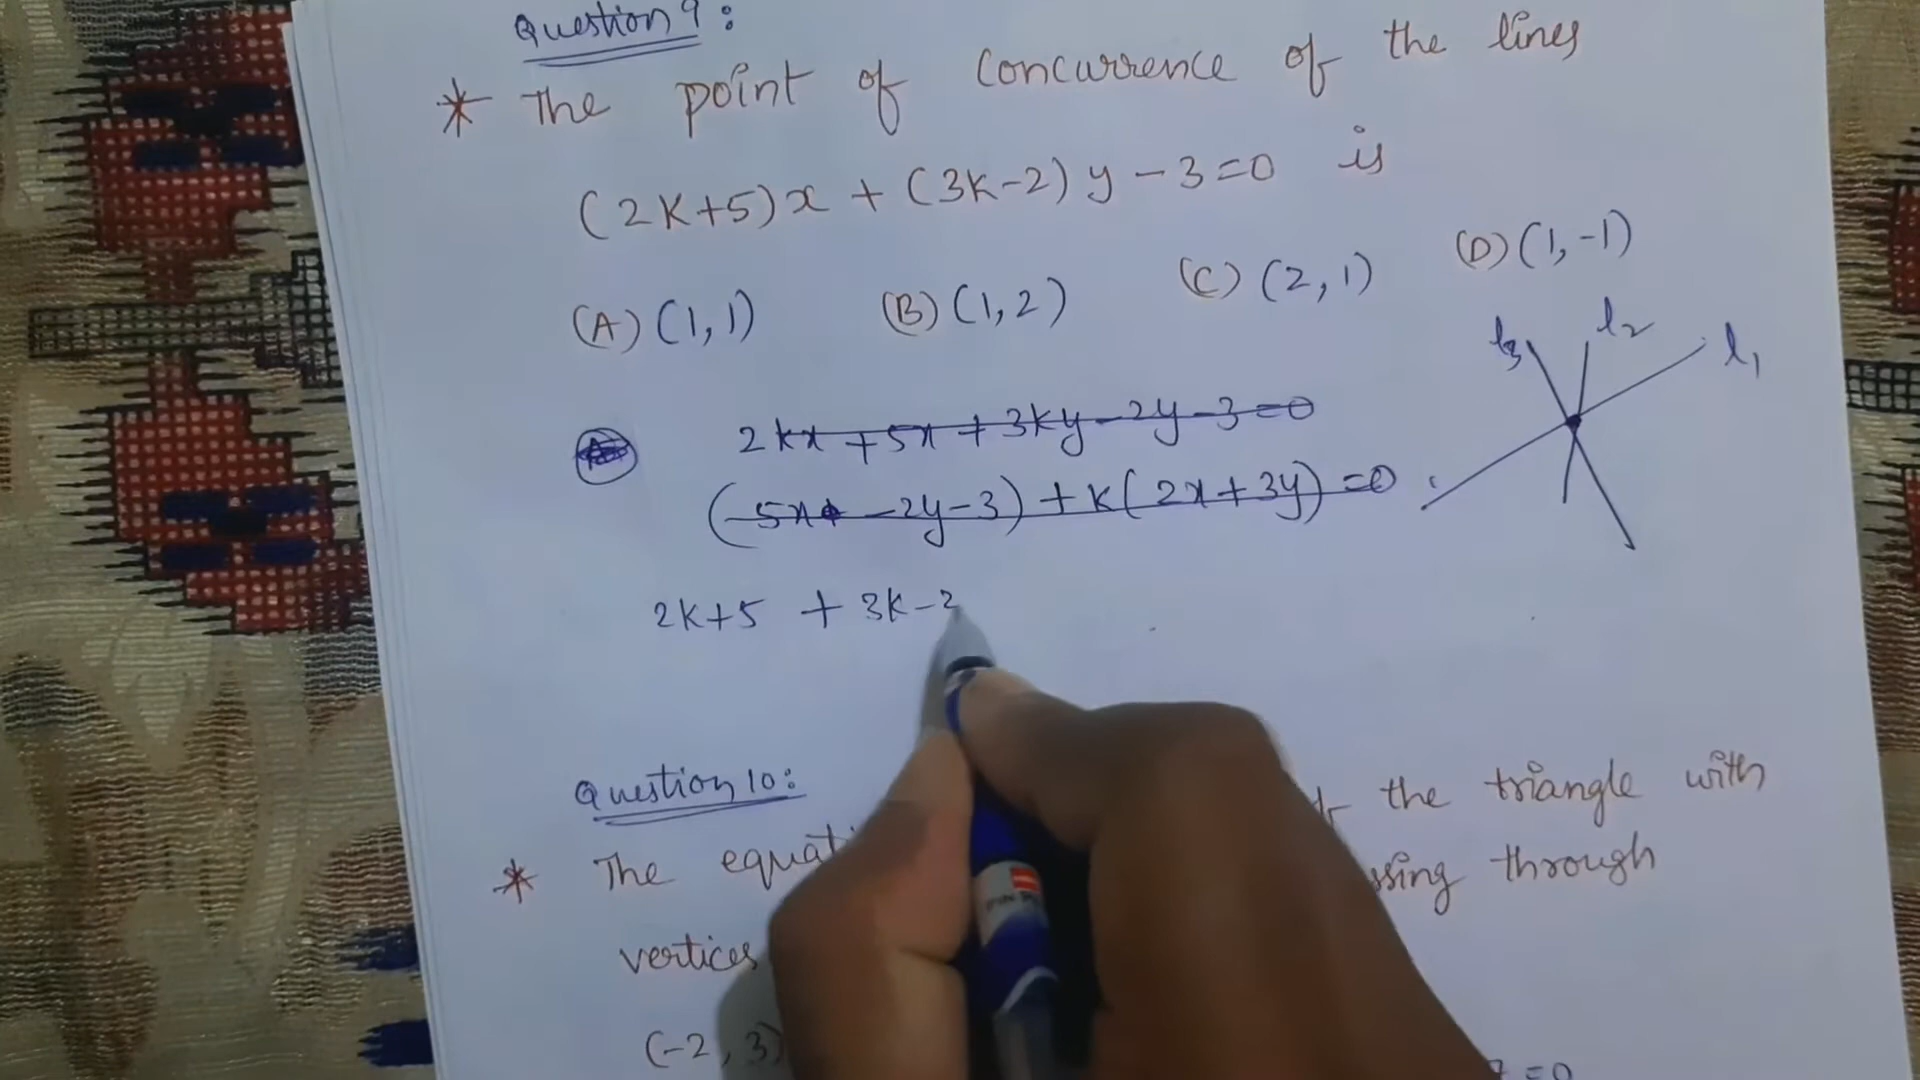 Question 9 :
* The point of concurrence of the lines
(2K+5)x + (3K-2)y - 3 = 0 is
(A) (1, 1) (B) (1, 2) (C) (2, 1) (D) (1, -1)
l3 l2 l1
2kx + 5x + 3ky - 2y - 3 = 0
(5x - 2y - 3) + K(2x + 3y) = 0
2K+5 + 3K-2
Question 10 :
* The the triangle with
vertices through
(-2, 3) = 0